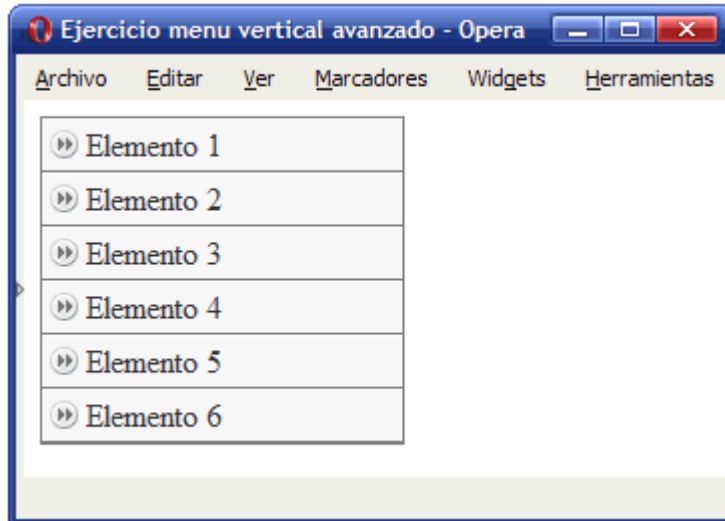 Ejercicio menu vertical avanzado - Opera
Archivo Editar Ver Marcadores Widgets Herramientas
Elemento 1
Elemento 2
Elemento 3
Elemento 4
Elemento 5
Elemento 6